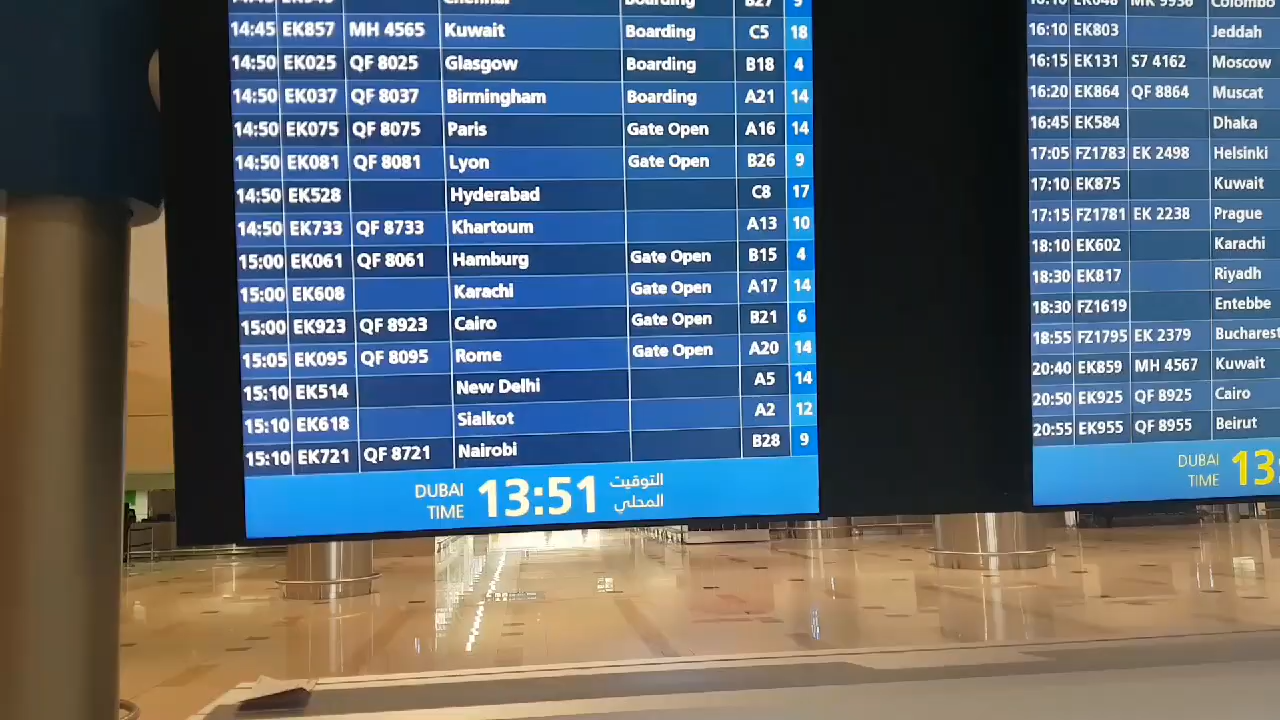 Chennai Boarding B27 9
14:45 EK857 MH 4565 Kuwait Boarding C5 18
14:50 EK025 QF 8025 Glasgow Boarding B18 4
14:50 EK037 QF 8037 Birmingham Boarding A21 14
14:50 EK075 QF 8075 Paris Gate Open A16 14
14:50 EK081 QF 8081 Lyon Gate Open B26 9
14:50 EK528 Hyderabad C8 17
14:50 EK733 QF 8733 Khartoum A13 10
15:00 EK061 QF 8061 Hamburg Gate Open B15 4
15:00 EK608 Karachi Gate Open A17 14
15:00 EK923 QF 8923 Cairo Gate Open B21 6
15:05 EK095 QF 8095 Rome Gate Open A20 14
15:10 EK514 New Delhi A5 14
15:10 EK618 Sialkot A2 12
15:10 EK721 QF 8721 Nairobi B28 9
DUBAI TIME 13:51 التوقيت المحلي
16:10 EK648 MK 9936 Colombo
16:10 EK803 Jeddah
16:15 EK131 S7 4162 Moscow
16:20 EK864 QF 8864 Muscat
16:45 EK584 Dhaka
17:05 FZ1783 EK 2498 Helsinki
17:10 EK875 Kuwait
17:15 FZ1781 EK 2238 Prague
18:10 EK602 Karachi
18:30 EK817 Riyadh
18:30 FZ1619 Entebbe
18:55 FZ1795 EK 2379 Bucharest
20:40 EK859 MH 4567 Kuwait
20:50 EK925 QF 8925 Cairo
20:55 EK955 QF 8955 Beirut
DUBAI TIME 13